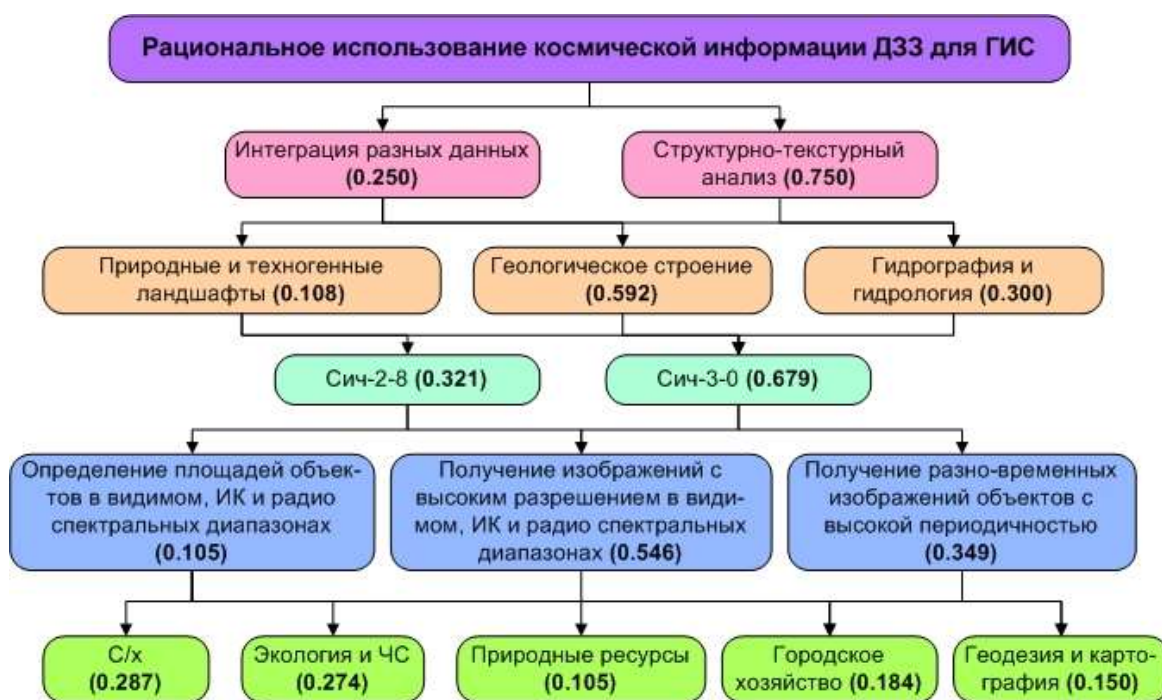 Рациональное использование космической информации ДЗЗ для ГИС
Интеграция разных данных
(0.250)
Структурно-текстурный
анализ (0.750)
Природные и техногенные
ландшафты (0.108)
Геологическое строение
(0.592)
Гидрография и
гидрология (0.300)
Сич-2-8 (0.321)
Сич-3-0 (0.679)
Определение площадей объек-
тов в видимом, ИК и радио
спектральных диапазонах
(0.105)
Получение изображений с
высоким разрешением в види-
мом, ИК и радио спектральных
диапазонах (0.546)
Получение разно-временных
изображений объектов с
высокой периодичностью
(0.349)
С/х
(0.287)
Экология и ЧС
(0.274)
Природные ресурсы
(0.105)
Городское
хозяйство (0.184)
Геодезия и карто-
графия (0.150)